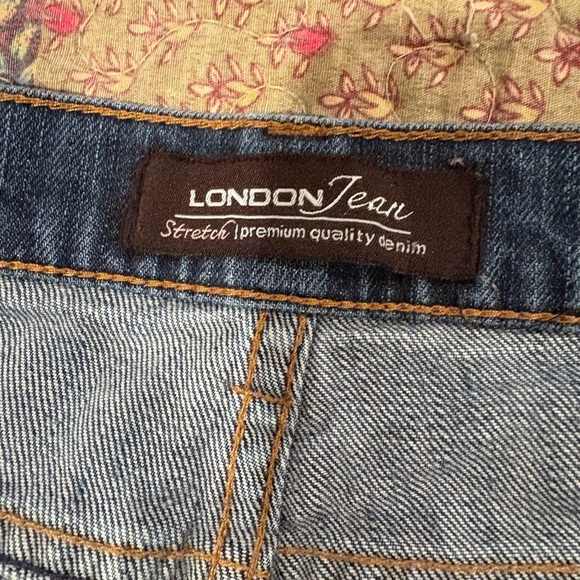 LONDON Jean
Stretch | premium quality denim